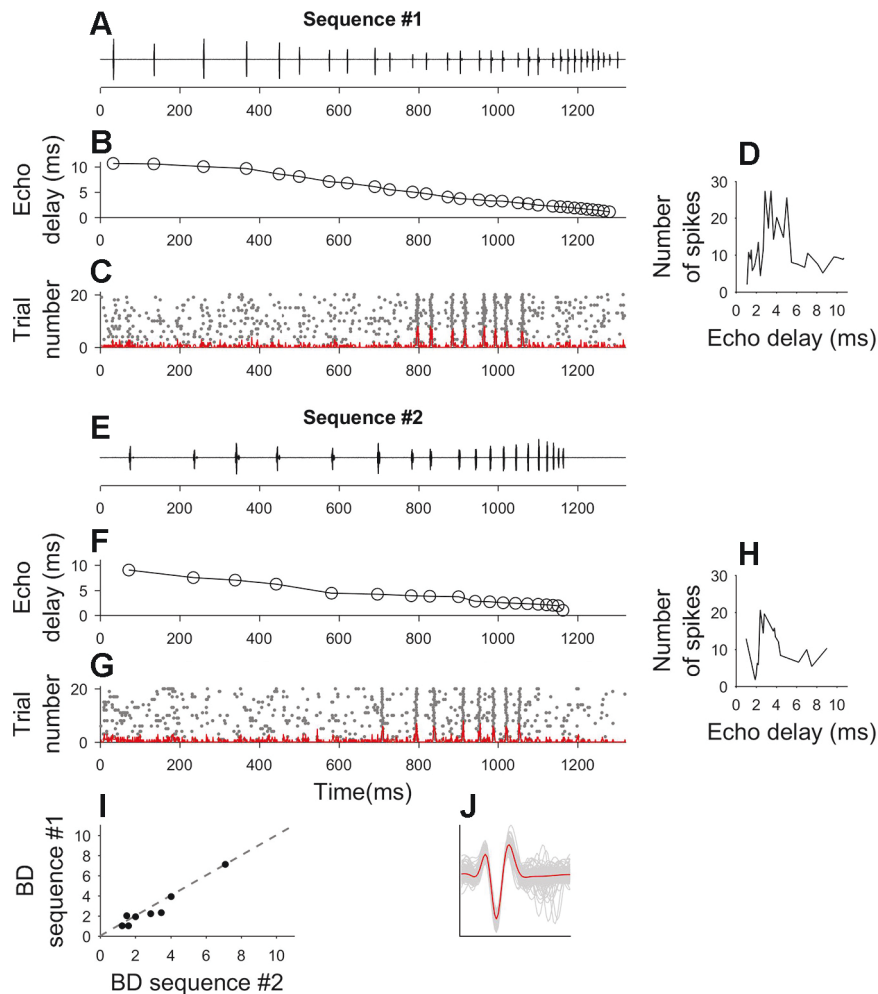 A
Sequence #1
0 200 400 600 800 1000 1200
B
Echo
delay (ms)
10
5
0
0 200 400 600 800 1000 1200
C
Trial
number
20
0
0 200 400 600 800 1000 1200
D
Number
of spikes
30
20
10
0
0 2 4 6 8 10
Echo delay (ms)
E
Sequence #2
0 200 400 600 800 1000 1200
F
Echo
delay (ms)
10
5
0
0 200 400 600 800 1000 1200
G
Trial
number
20
0
0 200 400 600 800 1000 1200
Time(ms)
H
Number
of spikes
30
20
10
0
0 2 4 6 8 10
Echo delay (ms)
I
BD
sequence #1
10
8
6
4
2
0
0 2 4 6 8 10
BD sequence #2
J